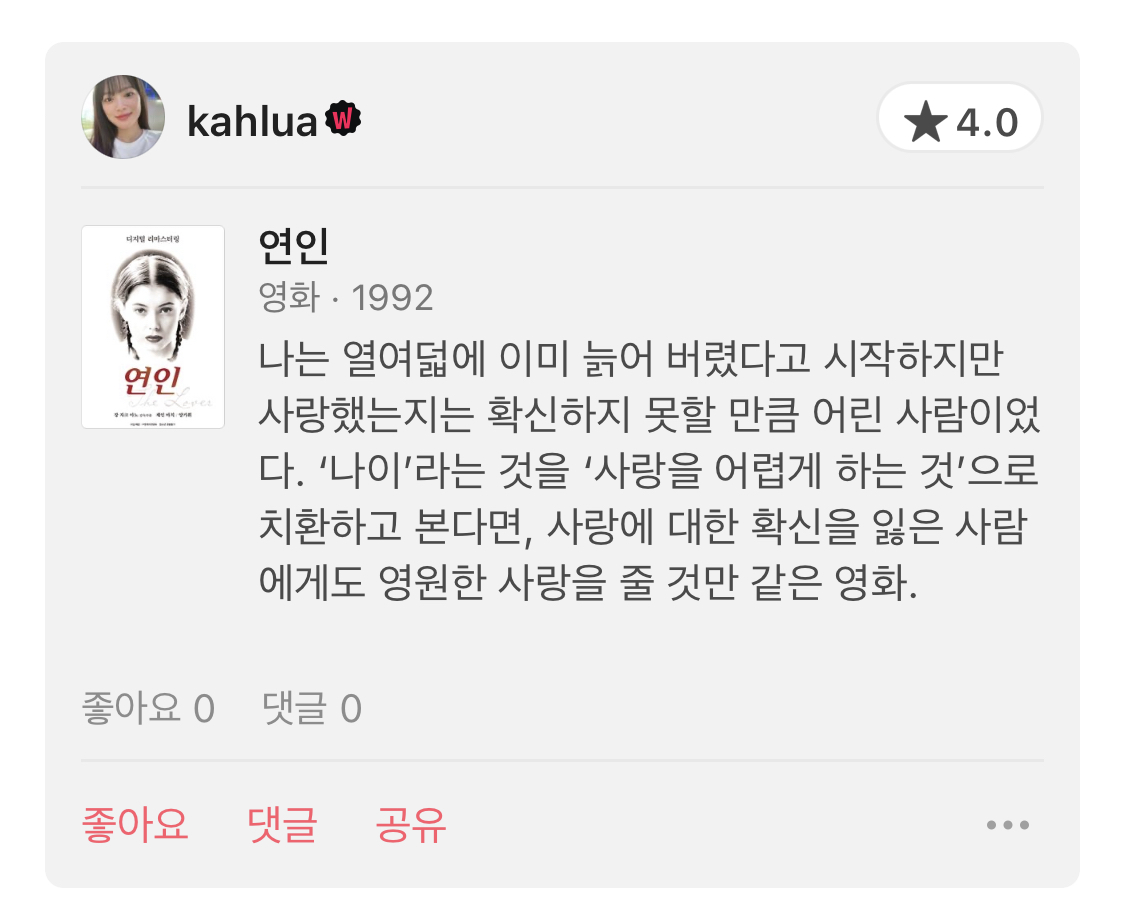 kahlua
W
★4.0
디지털 리마스터링
연인
The Lover
연인
영화 · 1992
나는 열여덟에 이미 늙어 버렸다고 시작하지만
사랑했는지는 확신하지 못할 만큼 어린 사람이었
다. ‘나이’라는 것을 ‘사랑을 어렵게 하는 것’으로
치환하고 본다면, 사랑에 대한 확신을 잃은 사람
에게도 영원한 사랑을 줄 것만 같은 영화.
좋아요 0 댓글 0
좋아요 댓글 공유